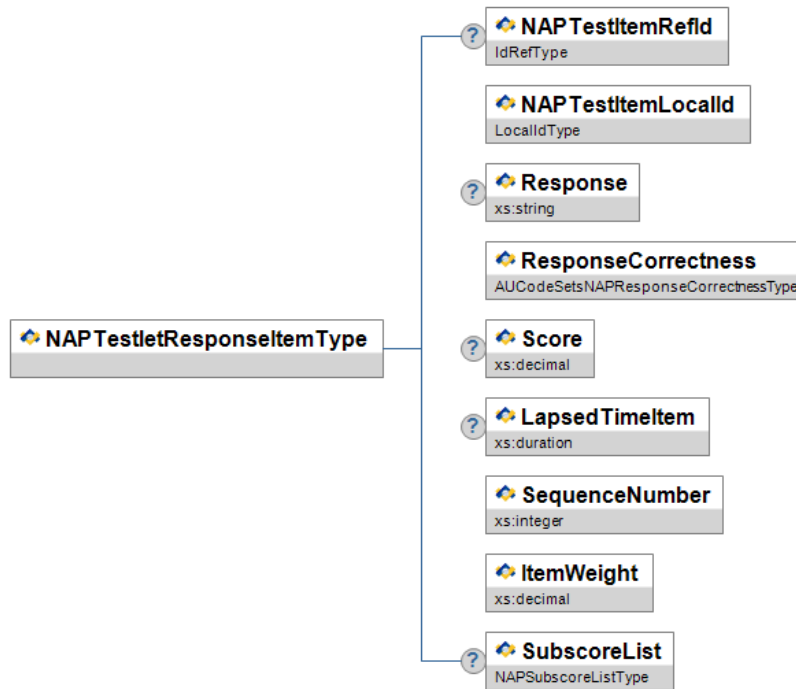 ?
NAPTestItemRefId
IdRefType
NAPTestItemLocalId
LocalIdType
?
Response
xs:string
ResponseCorrectness
AUCodeSetsNAPResponseCorrectnessType
NAPTestletResponseItemType
?
Score
xs:decimal
?
LapsedTimeItem
xs:duration
SequenceNumber
xs:integer
ItemWeight
xs:decimal
?
SubscoreList
NAPSubscoreListType